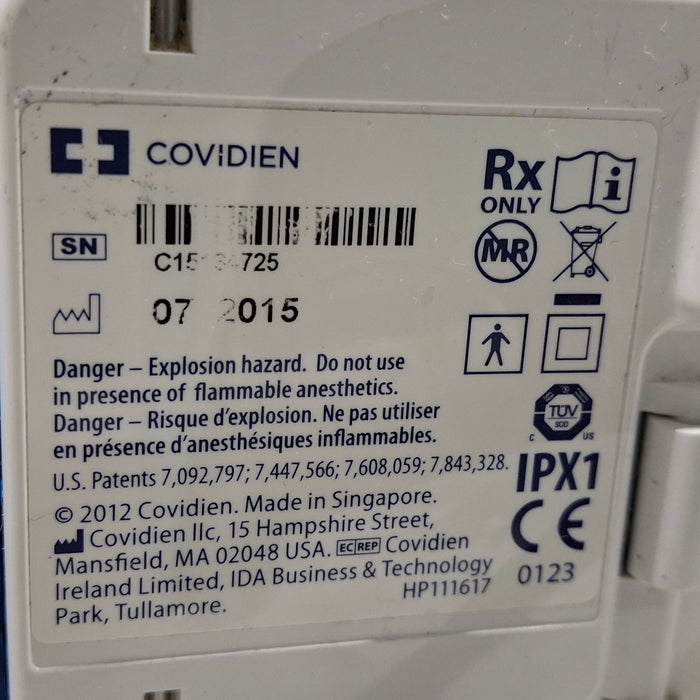 COVIDIEN
Rx
ONLY
i
SN
MR
07 2015
Danger – Explosion hazard. Do not use
in presence of flammable anesthetics.
Danger – Risque d'explosion. Ne pas utiliser
en présence d'anesthésiques inflammables.
U.S. Patents 7,092,797; 7,447,566; 7,608,059; 7,843,328.
TÜV
SÜD
C US
IPX1
© 2012 Covidien. Made in Singapore.
Covidien llc, 15 Hampshire Street,
Mansfield, MA 02048 USA. EC REP Covidien
Ireland Limited, IDA Business & Technology
Park, Tullamore.
HP111617
CE
0123